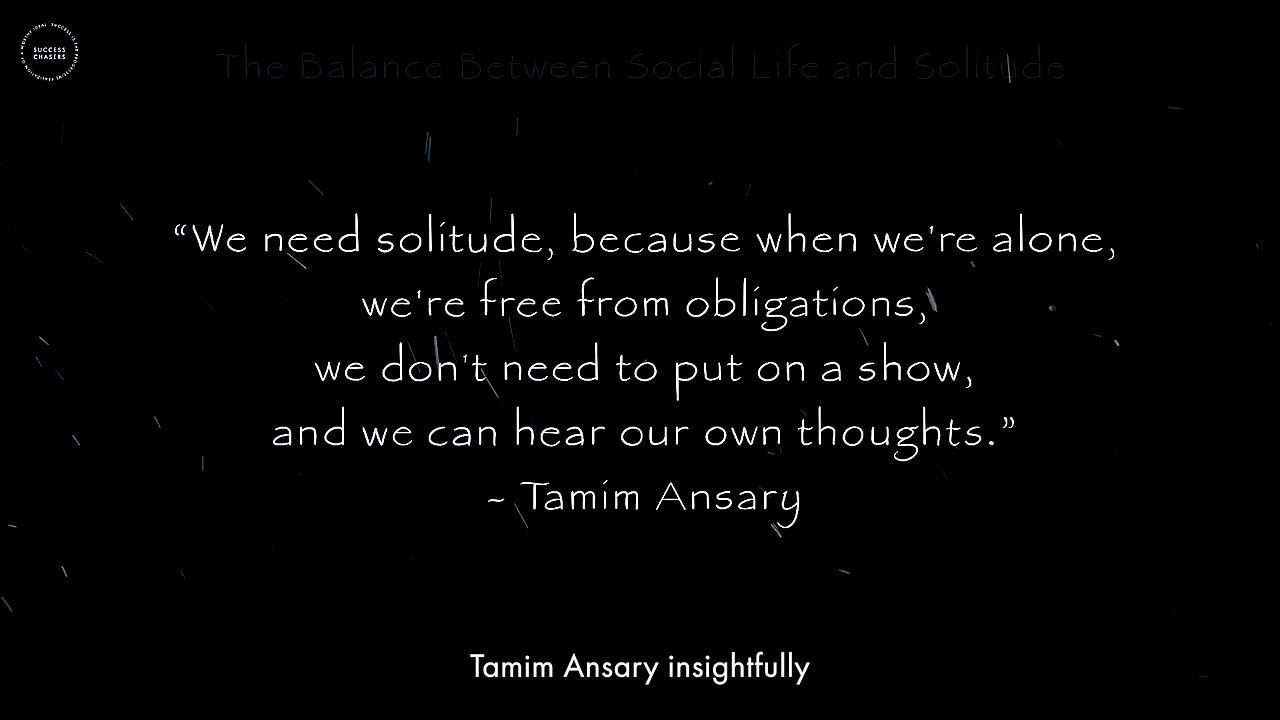 SUCCESS
CHASERS
The Balance Between Social Life and Solitude
“We need solitude, because when we're alone,
we're free from obligations,
we don't need to put on a show,
and we can hear our own thoughts.”
~ Tamim Ansary
Tamim Ansary insightfully